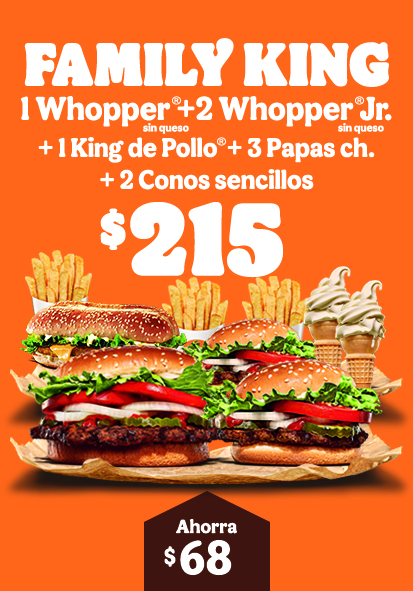 FAMILY KING
1 Whopper®+2 Whopper®Jr.
sin queso sin queso
+ 1 King de Pollo® + 3 Papas ch.
+ 2 Conos sencillos
$215
Ahorra
$68